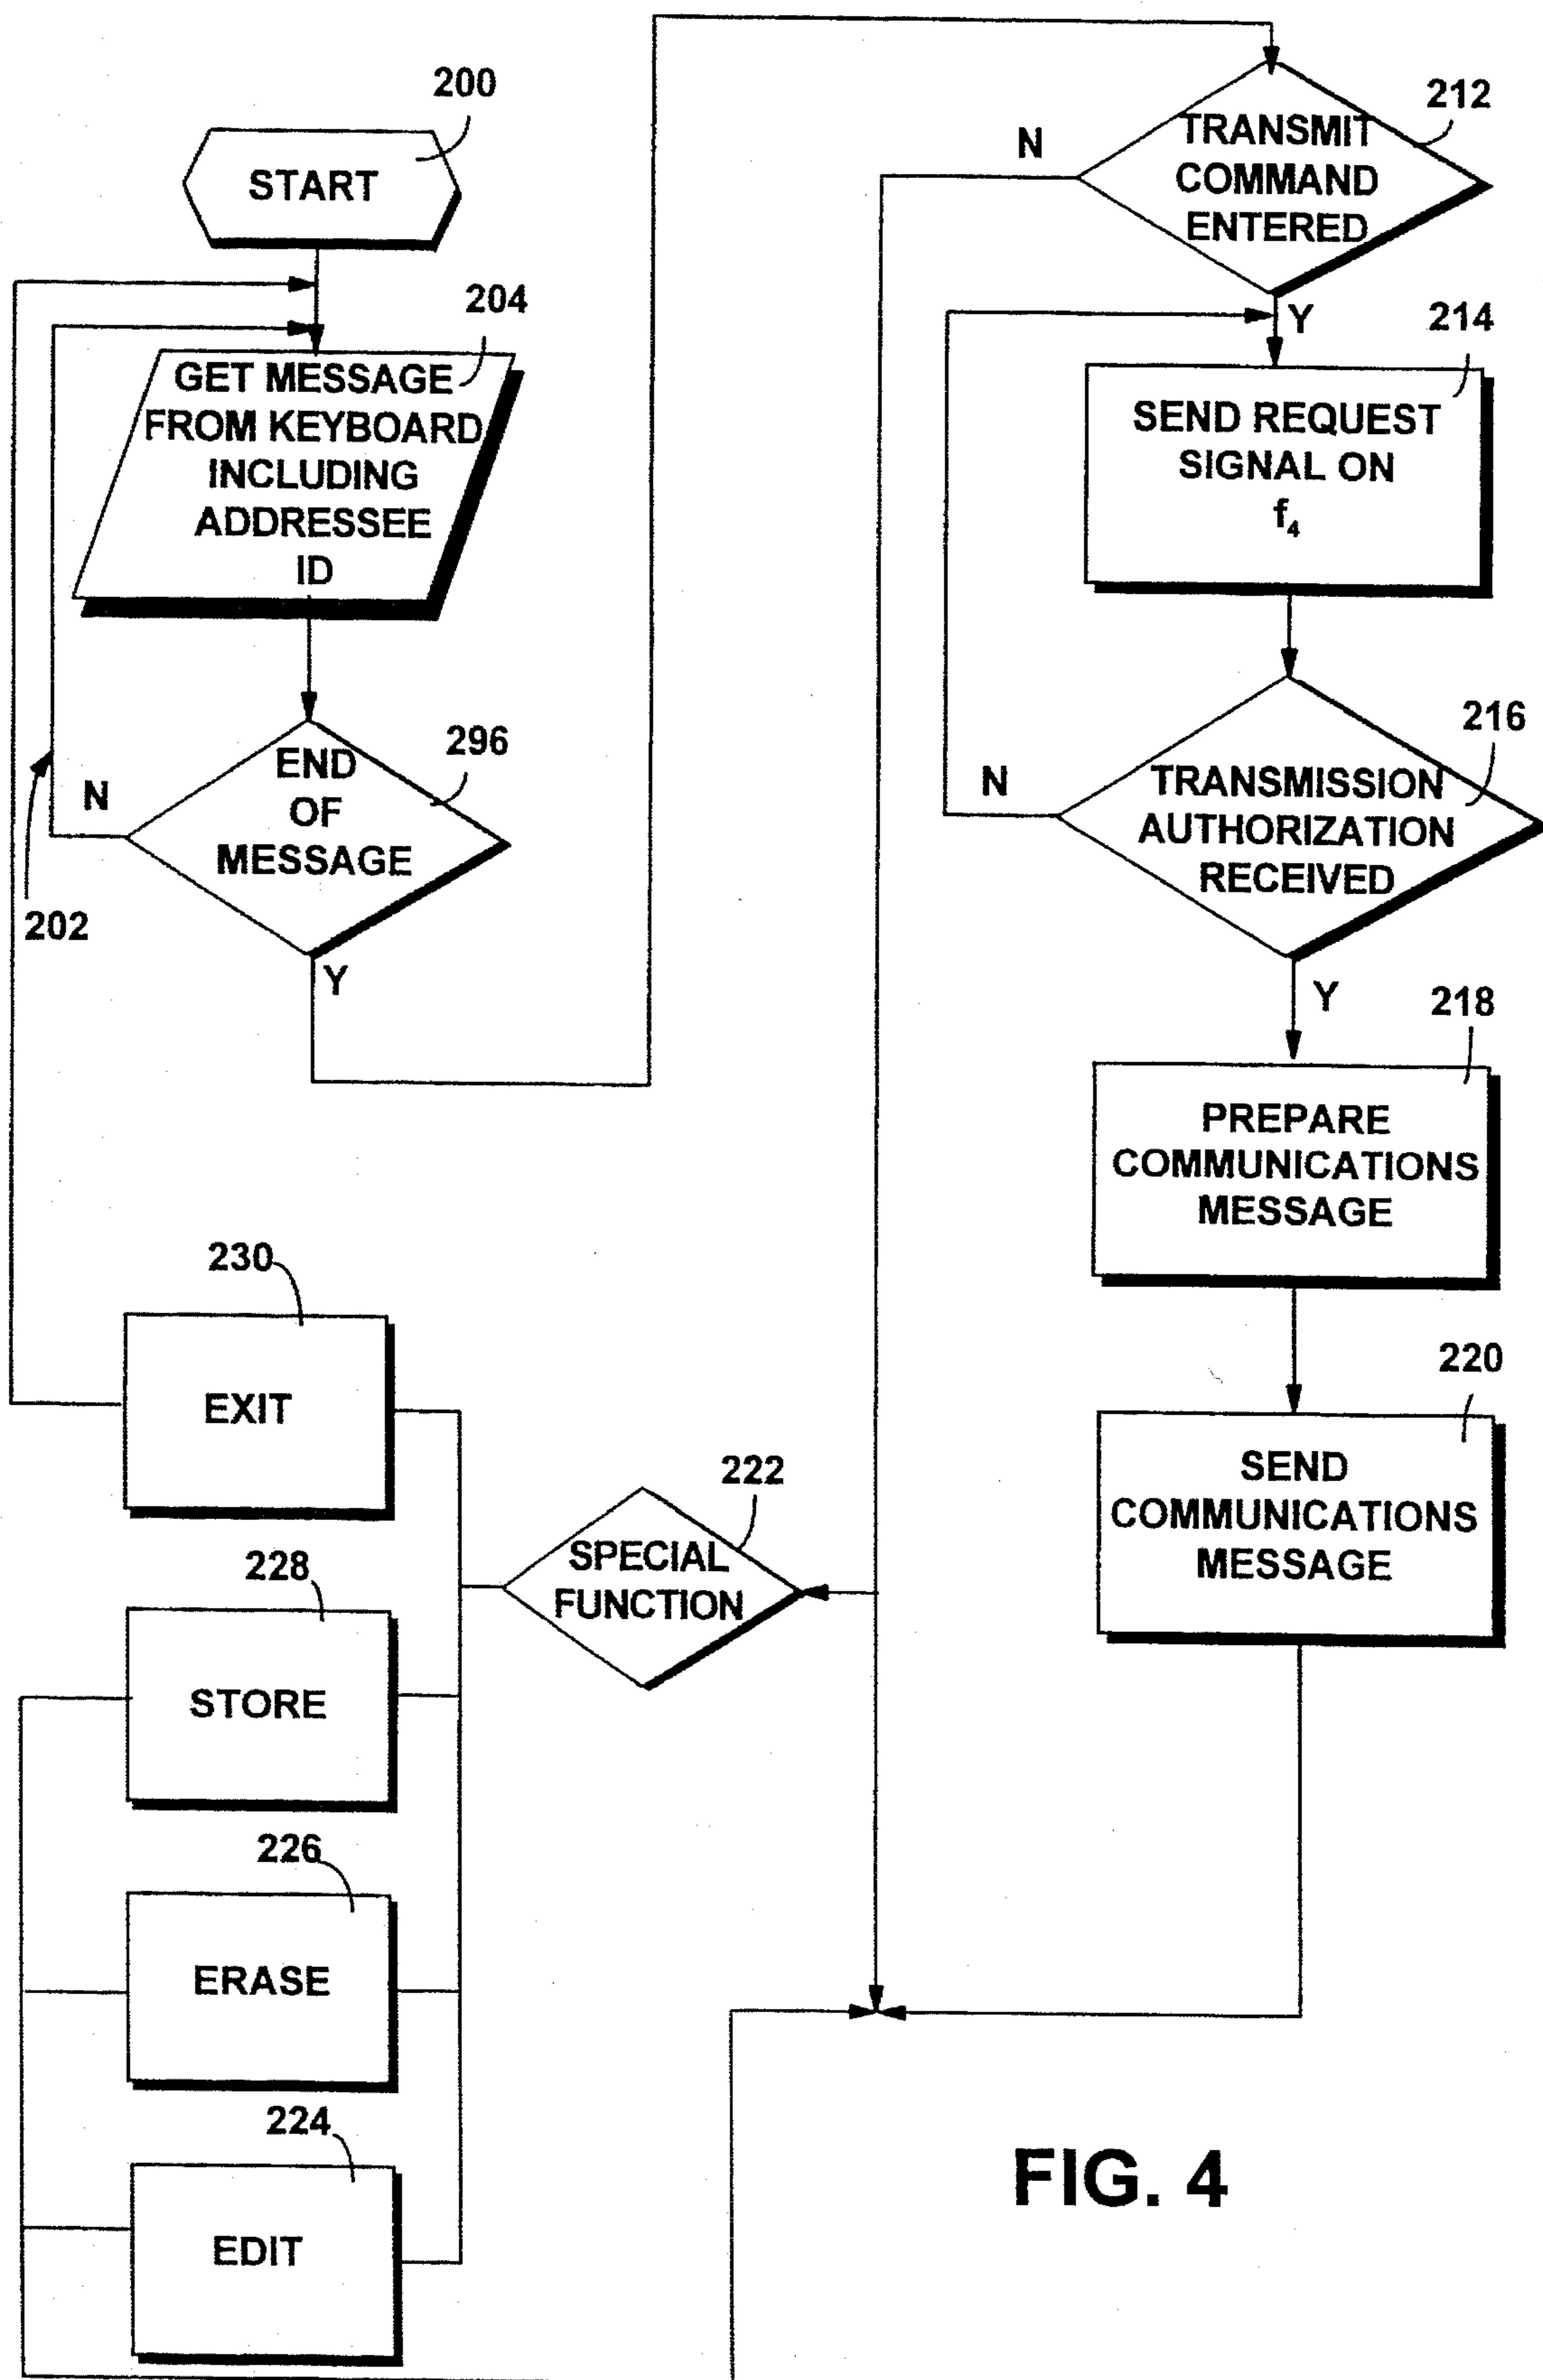 200
START
204
GET MESSAGE
FROM KEYBOARD
INCLUDING
ADDRESSEE
ID
296
END
OF
MESSAGE
N
202
Y
212
TRANSMIT
COMMAND
ENTERED
N
Y
214
SEND REQUEST
SIGNAL ON
f₄
216
TRANSMISSION
AUTHORIZATION
RECEIVED
N
Y
218
PREPARE
COMMUNICATIONS
MESSAGE
220
SEND
COMMUNICATIONS
MESSAGE
222
SPECIAL
FUNCTION
230
EXIT
228
STORE
226
ERASE
224
EDIT
FIG. 4